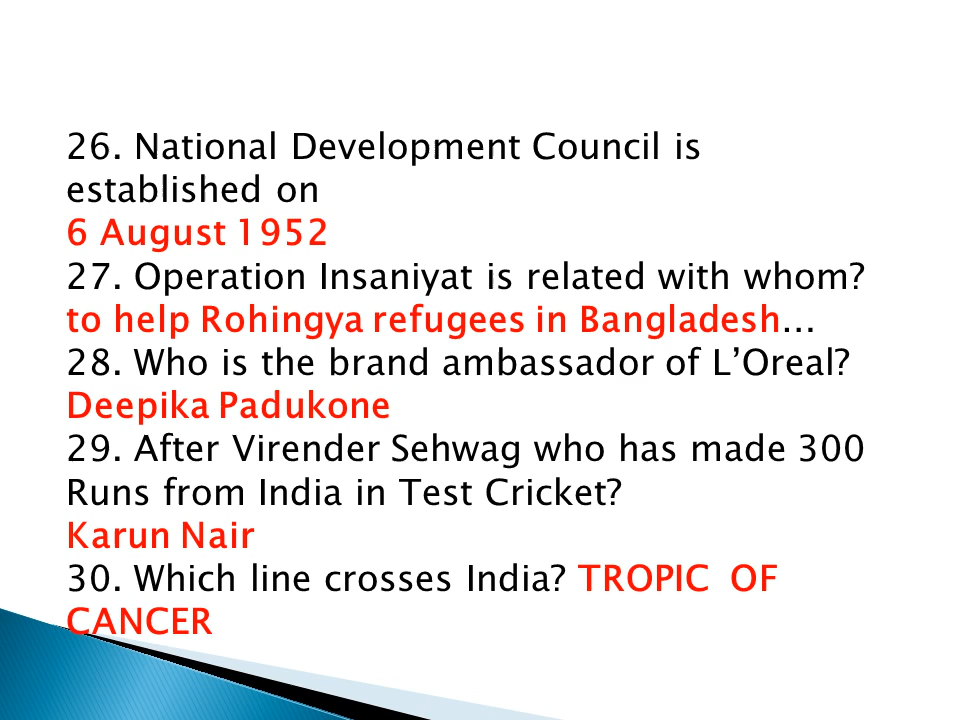 26. National Development Council is
established on
6 August 1952
27. Operation Insaniyat is related with whom?
to help Rohingya refugees in Bangladesh...
28. Who is the brand ambassador of L’Oreal?
Deepika Padukone
29. After Virender Sehwag who has made 300
Runs from India in Test Cricket?
Karun Nair
30. Which line crosses India? TROPIC OF
CANCER